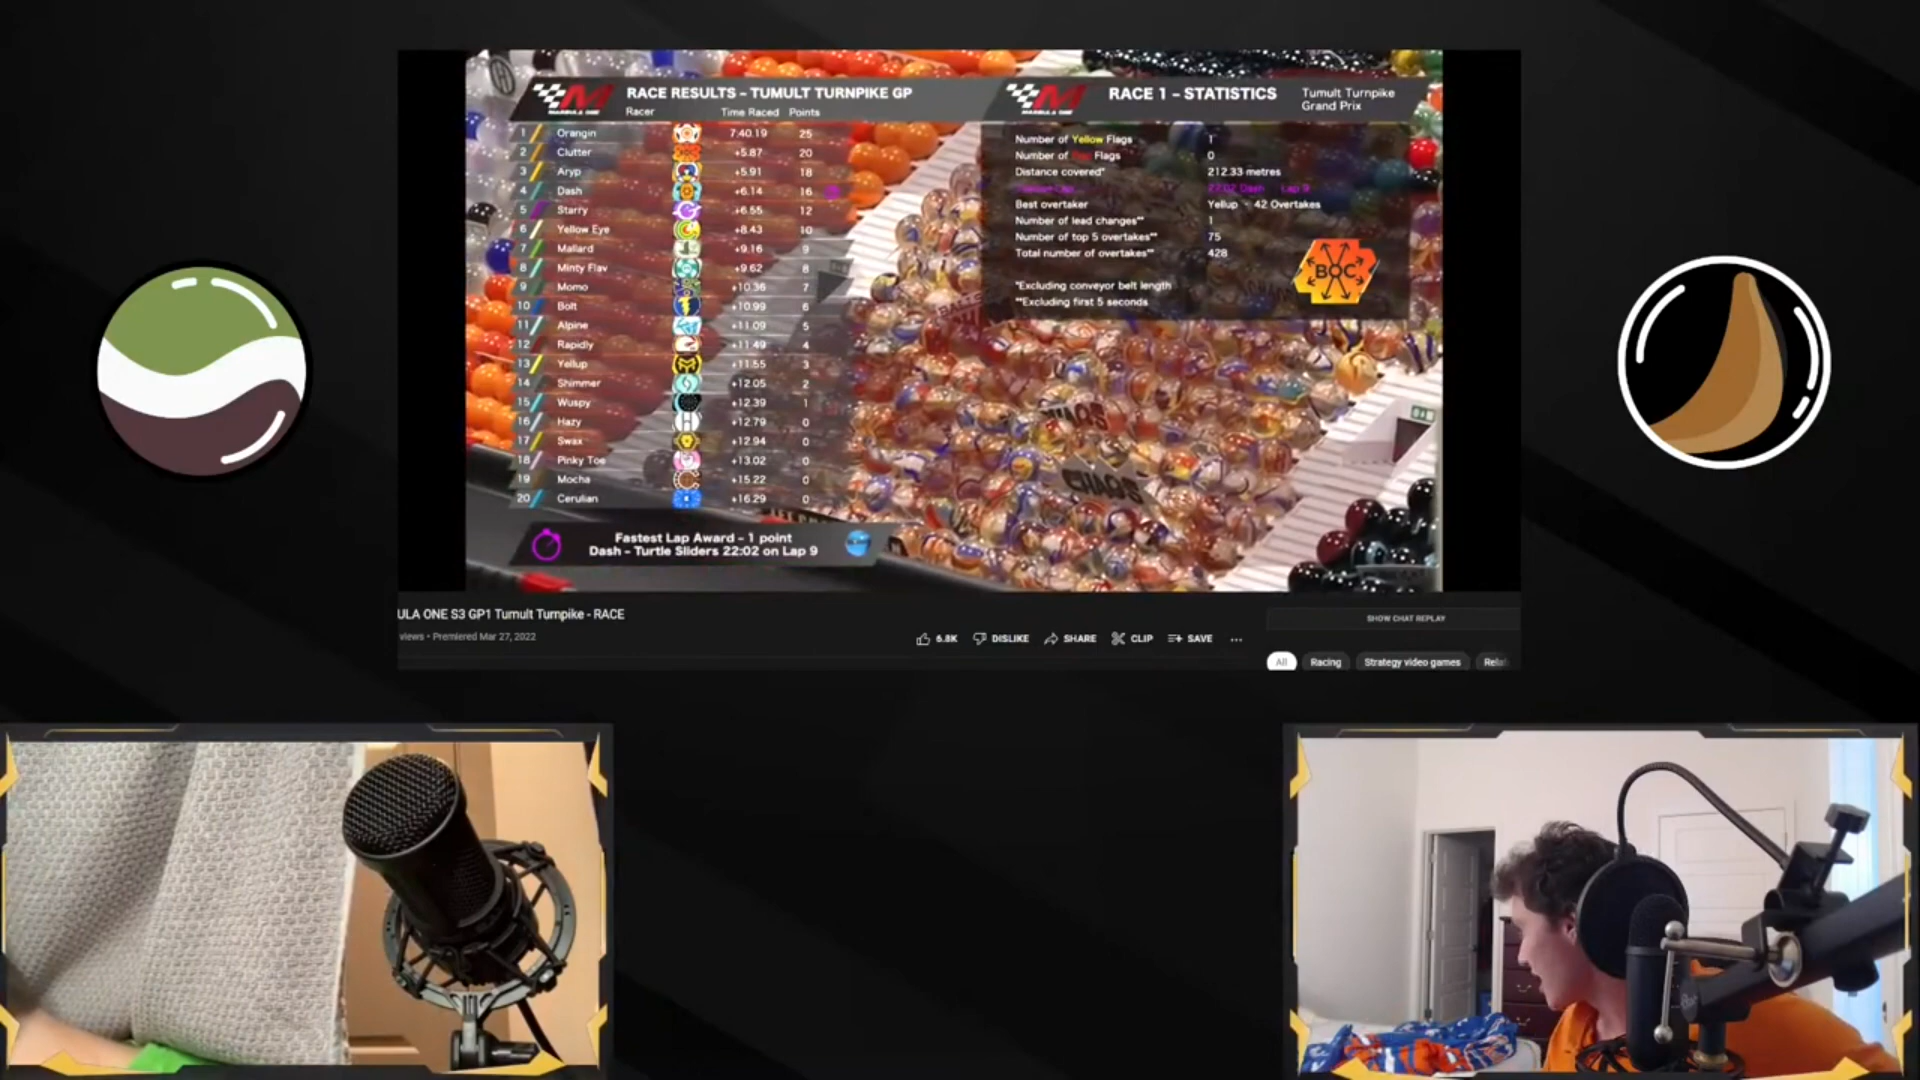 RACE RESULTS – TUMULT TURNPIKE GP
Racer Time Raced Points
1 Orangin 7:40.19 25
2 Clutter +5.87 20
3 Aryp +5.91 18
4 Dash +6.14 16
5 Starry +6.55 12
6 Yellow Eye +8.43 10
7 Mallard +9.16 9
8 Minty Flav +9.62 8
9 Momo +10.36 7
10 Bolt +10.99 6
11 Alpine +11.09 5
12 Rapidly +11.49 4
13 Yellup +11.55 3
14 Shimmer +12.05 2
15 Wuspy +12.39 1
16 Hazy +12.79 0
17 Swax +12.94 0
18 Pinky Toe +13.02 0
19 Mocha +15.22 0
20 Cerulian +16.29 0
Fastest Lap Award – 1 point
Dash – Turtle Sliders 22:02 on Lap 9
RACE 1 – STATISTICS
Tumult Turnpike
Grand Prix
Number of Yellow Flags 1
Number of Flags 0
Distance covered* 212.33 metres
22:02 Dash Lap 9
Best overtaker Yellup - 42 Overtakes
Number of lead changes** 1
Number of top 5 overtakes** 75
Total number of overtakes** 428
*Excluding conveyor belt length
**Excluding first 5 seconds
BOC
CHAOS
CHAOS
ULA ONE S3 GP1 Tumult Turnpike - RACE
views • Premiered Mar 27, 2022
6.8K DISLIKE SHARE CLIP SAVE ...
SHOW CHAT REPLAY
All Racing Strategy video games Rela